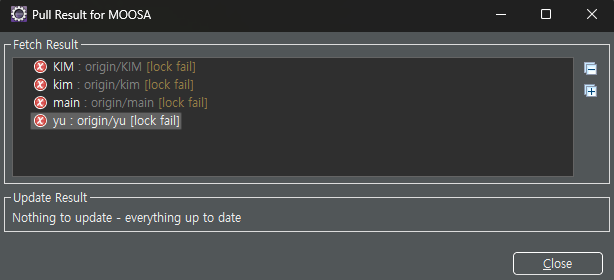 Pull Result for MOOSA
Fetch Result
KIM : origin/KIM [lock fail]
kim : origin/kim [lock fail]
main : origin/main [lock fail]
yu : origin/yu [lock fail]
Update Result
Nothing to update - everything up to date
Close